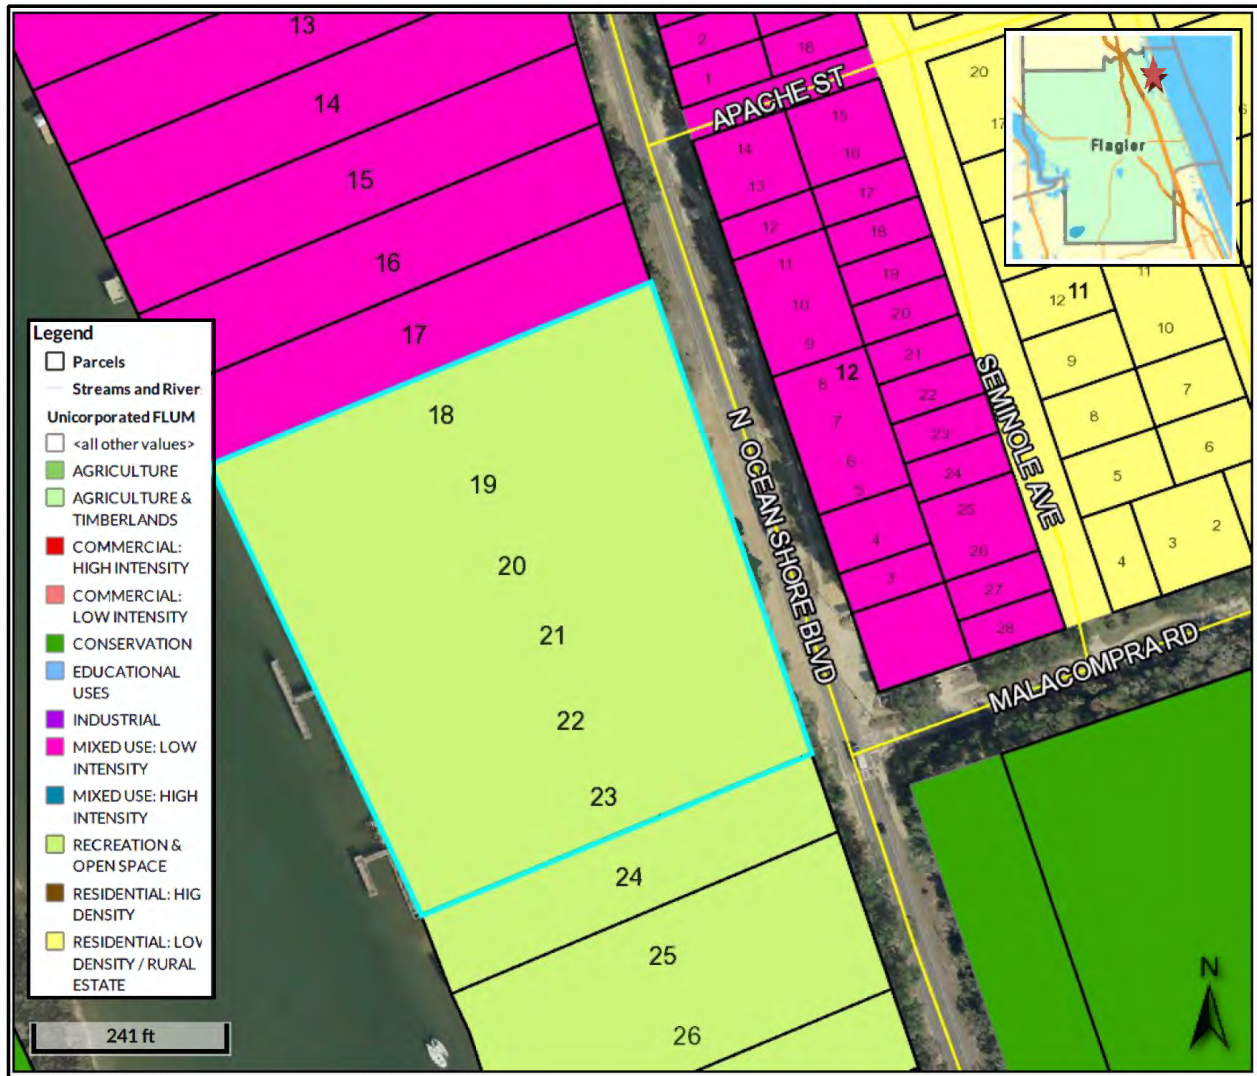 13
14
15
16
17
18
19
20
21
22
23
24
25
26
2
1
18
APACHE ST
14
13
12
11
10
9
8
12
7
6
5
4
3
15
16
17
18
19
20
21
22
23
24
25
26
27
28
N OCEAN SHORE BLVD
SEMINOLE AVE
MALACOMPRA RD
20
17
11
12
11
10
9
8
7
6
5
4
3
2
6
Flagler
Legend
Parcels
Streams and River
Unicorporated FLUM
<all other values>
AGRICULTURE
AGRICULTURE &
TIMBERLANDS
COMMERCIAL:
HIGH INTENSITY
COMMERCIAL:
LOW INTENSITY
CONSERVATION
EDUCATIONAL
USES
INDUSTRIAL
MIXED USE: LOW
INTENSITY
MIXED USE: HIGH
INTENSITY
RECREATION &
OPEN SPACE
RESIDENTIAL: HIG
DENSITY
RESIDENTIAL: LOV
DENSITY / RURAL
ESTATE
241 ft
N